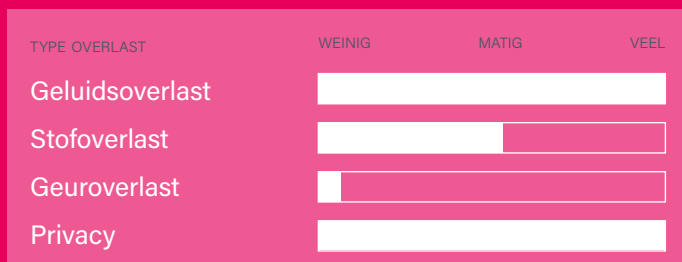 TYPE OVERLAST WEINIG MATIG VEEL
Geluidsoverlast
Stofoverlast
Geuroverlast
Privacy